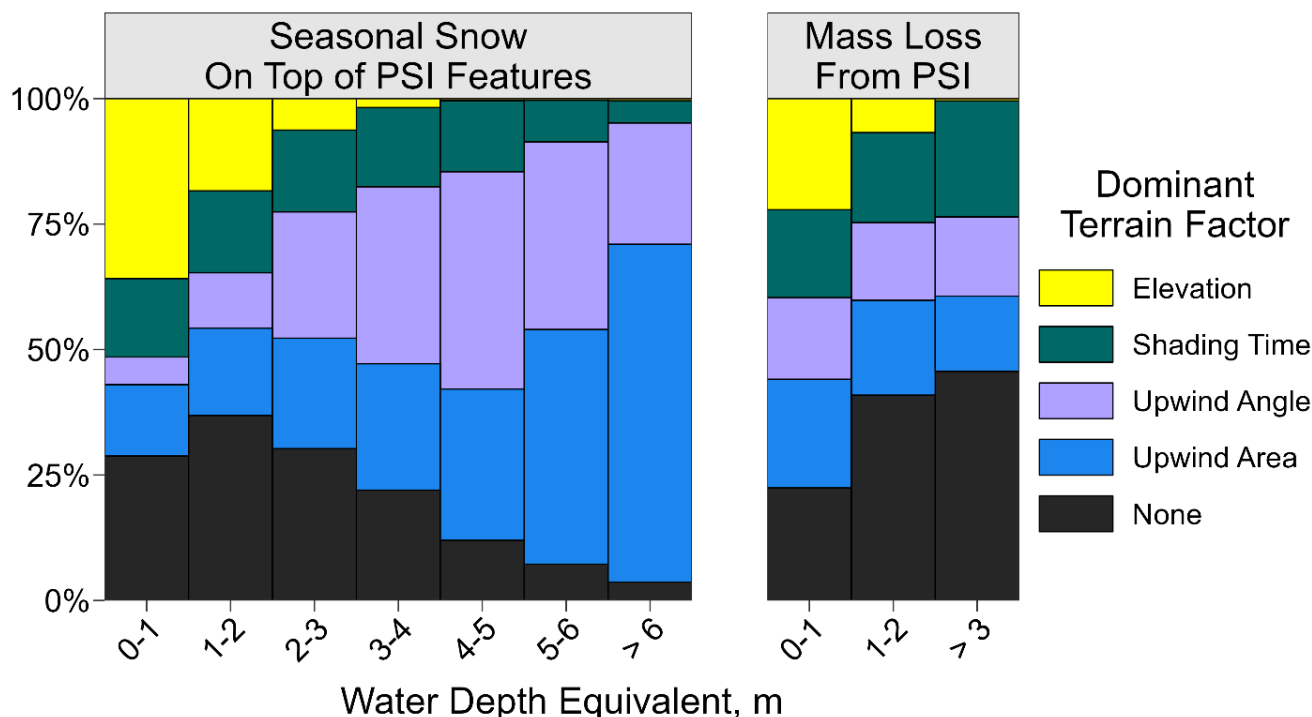 Seasonal Snow
On Top of PSI Features
Mass Loss
From PSI
100%
75%
50%
25%
0%
0-1
1-2
2-3
3-4
4-5
5-6
> 6
0-1
1-2
> 3
Water Depth Equivalent, m
Dominant
Terrain Factor
Elevation
Shading Time
Upwind Angle
Upwind Area
None